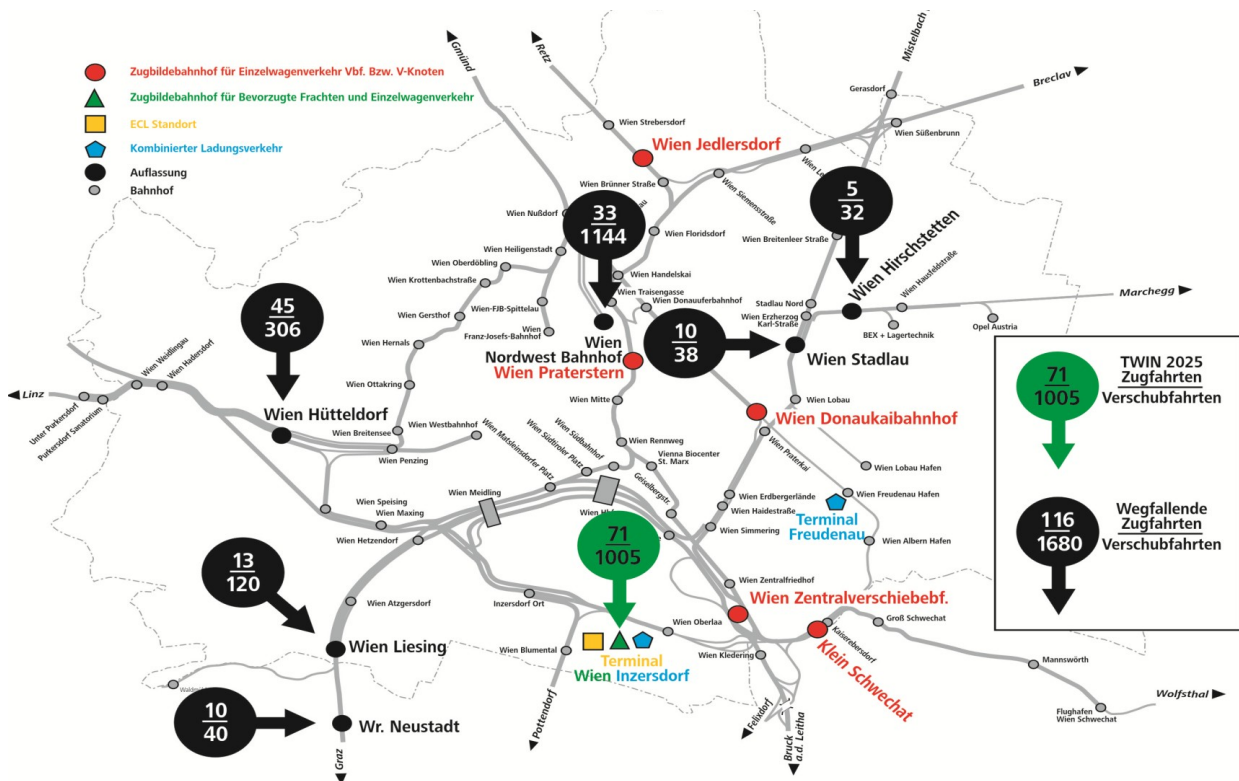 Zugbildebahnhof für Einzelwagenverkehr Vbf. Bzw. V-Knoten
Zugbildebahnhof für Bevorzugte Frachten und Einzelwagenverkehr
ECL Standort
Kombinierter Ladungsverkehr
Auflassung
Bahnhof
Gmünd
Retz
Mistelbach
Breclav
Gerasdorf
Wien Strebersdorf
Wien Süßenbrunn
Wien Jedlersdorf
Wien Brünner Straße
Wien Siemensstraße
5
32
33
1144
Wien Nußdorf
Wien Floridsdorf
Wien Breitenleer Straße
Wien Hirschstetten
Wien Heiligenstadt
Wien Oberdöbling
Wien Handelskai
Wien Hausfeldstraße
Wien Krottenbachstraße
Wien Traisengasse
Wien Donauuferbahnhof
Stadlau Nord
Marchegg
Wien-FJB-Spittelau
Wien Gersthof
Wien Erzherzog
Karl-Straße
Wien
Franz-Josefs-Bahnhof
BEX + Lagertechnik
Opel Austria
45
306
Wien Hernals
Wien
Nordwest Bahnhof
Wien Praterstern
10
38
Wien Stadlau
Wien Weidlingau
Wien Hadersdorf
Linz
Unter Purkersdorf
Purkersdorf Sanatorium
Wien Ottakring
Wien Mitte
Wien Lobau
Wien Hütteldorf
Wien Breitensee
Wien Westbahnhof
Wien Donaukaibahnhof
Wien Penzing
Wien Matzleinsdorfer Platz
Wien Südtiroler Platz
Wien Südbahnhof
Wien Rennweg
Vienna Biocenter
St. Marx
Wien Praterkai
Wien Lobau Hafen
Geiselbergstr.
Wien Meidling
Wien Erdbergerlände
Wien Haidestraße
Wien Freudenau Hafen
Terminal
Freudenau
Wien Speising
Wien Maxing
Wien Simmering
Wien Hetzendorf
71
1005
Wien Albern Hafen
13
120
Wien Atzgersdorf
Inzersdorf Ort
Wien Zentralfriedhof
Wien Zentralverschiebebf.
Wien Oberlaa
Groß Schwechat
Kaiserebersdorf
Klein Schwechat
Wien Liesing
Wien Blumental
Terminal
Wien Inzersdorf
Wien Kledering
Mannswörth
Wolfsthal
10
40
Wr. Neustadt
Flughafen
Wien Schwechat
Graz
Pottendorf
Felixdorf
Bruck
a.d. Leitha
71
1005
TWIN 2025
Zugfahrten
Verschubfahrten
116
1680
Wegfallende
Zugfahrten
Verschubfahrten